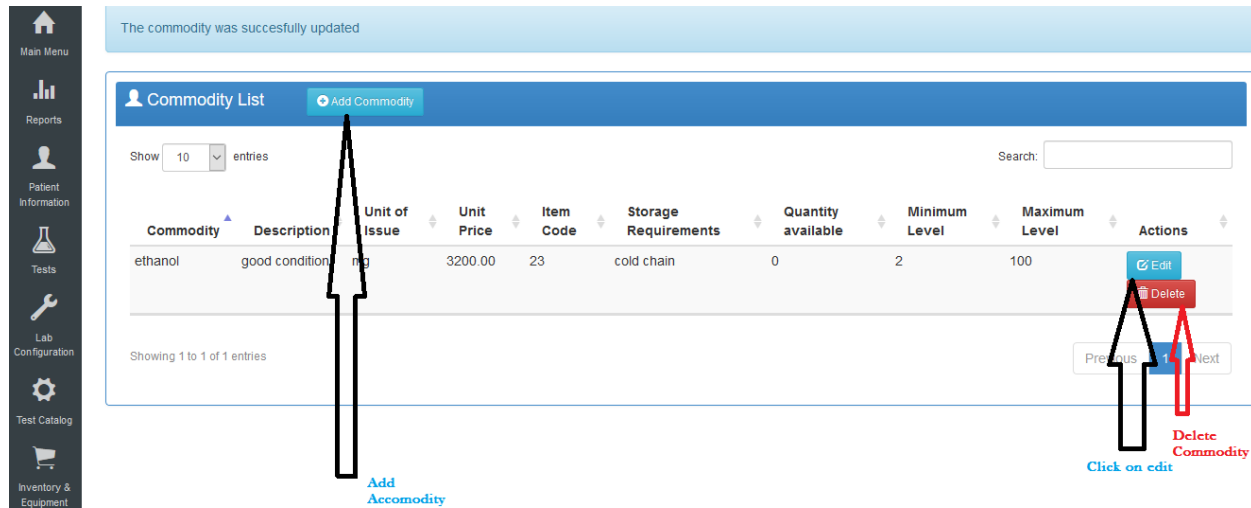 The commodity was succesfully updated
Main Menu
Reports
Patient
Information
Tests
Lab
Configuration
Test Catalog
Inventory &
Equipment
Commodity List Add Commodity
Show 10 entries Search:
Commodity Description Unit of Issue Unit Price Item Code Storage Requirements Quantity available Minimum Level Maximum Level Actions
ethanol good condition mg 3200.00 23 cold chain 0 2 100 Edit
Delete
Showing 1 to 1 of 1 entries Previous 1 Next
Delete
Commodity
Click on edit
Add
Accomodity